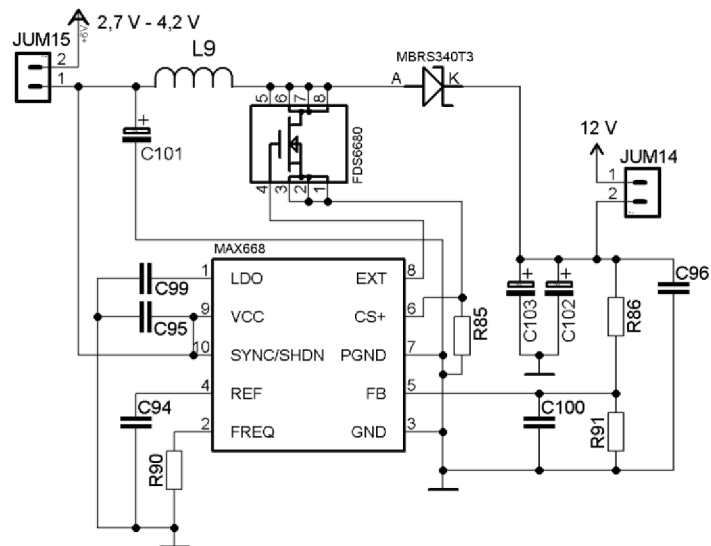 2,7 V - 4,2 V
+6V
JUM15
2
1
L9
MBRS340T3
A
K
C101
5
6
7
8
FDS6680
4
3
2
1
12 V
JUM14
1
2
MAX668
C99
1
LDO
EXT
8
C95
9
VCC
CS+
6
R85
10
SYNC/SHDN
PGND
7
C94
4
REF
FB
5
R90
2
FREQ
GND
3
C103
C102
R86
C96
C100
R91